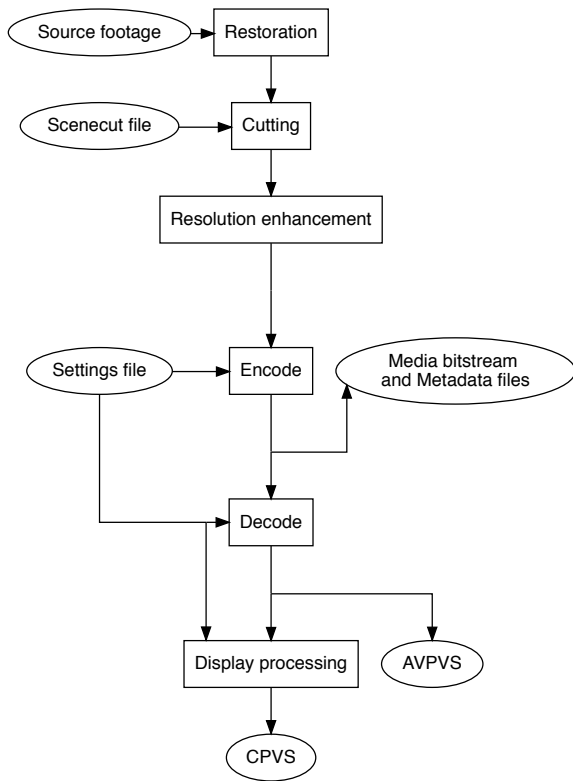 Source footage
Restoration
Scenecut file
Cutting
Resolution enhancement
Settings file
Encode
Media bitstream
and Metadata files
Decode
Display processing
AVPVS
CPVS